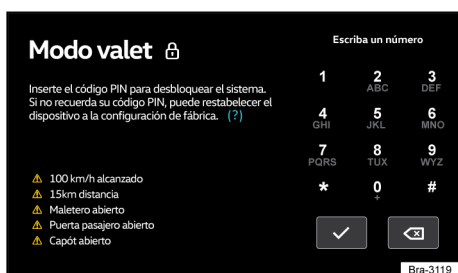 Modo valet
Escriba un número
Inserte el código PIN para desbloquear el sistema.
Si no recuerda su código PIN, puede restabelecer el
dispositivo a la configuración de fábrica. (?)
1 2 3
ABC DEF
4 5 6
GHI JKL MNO
7 8 9
PQRS TUX WYZ
* 0 #
+
100 km/h alcanzado
15km distancia
Maletero abierto
Puerta pasajero abierto
Capót abierto
Bra-3119